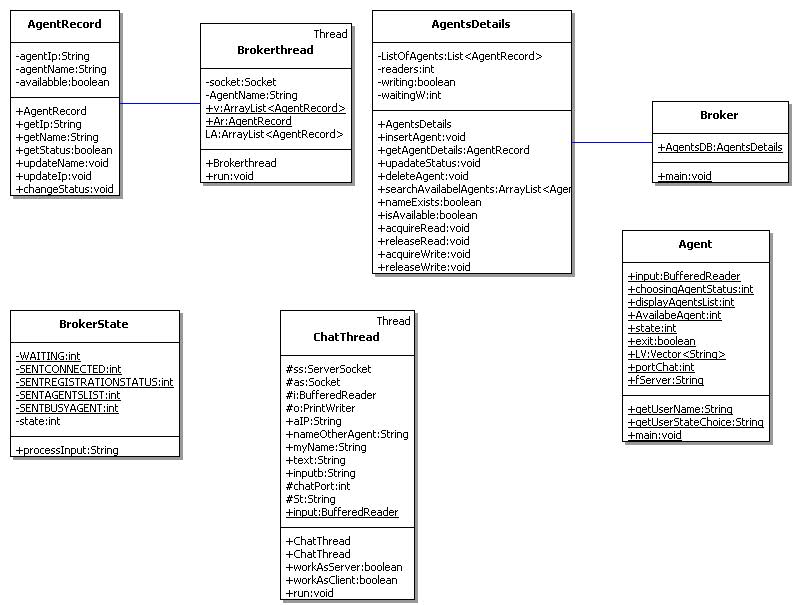 AgentRecord
-agentIp:String
-agentName:String
-availabble:boolean
+AgentRecord
+getIp:String
+getName:String
+getStatus:boolean
+updateName:void
+updateIp:void
+changeStatus:void
Thread
Brokerthread
-socket:Socket
-AgentName:String
+v:ArrayList<AgentRecord>
+Ar:AgentRecord
LA:ArrayList<AgentRecord>
+Brokerthread
+run:void
AgentsDetails
-ListOfAgents:List<AgentRecord>
-readers:int
-writing:boolean
-waitingW:int
+AgentsDetails
+insertAgent:void
+getAgentDetails:AgentRecord
+upadateStatus:void
+deleteAgent:void
+searchAvailabelAgents:ArrayList<Agen
+nameExists:boolean
+isAvailable:boolean
+acquireRead:void
+releaseRead:void
+acquireWrite:void
+releaseWrite:void
Broker
+AgentsDB:AgentsDetails
+main:void
Agent
+input:BufferedReader
+choosingAgentStatus:int
+displayAgentsList:int
+AvailabeAgent:int
+state:int
+exit:boolean
+LV:Vector<String>
+portChat:int
+fServer:String
+getUserName:String
+getUserStateChoice:String
+main:void
BrokerState
-WAITING:int
-SENTCONNECTED:int
-SENTREGISTRATIONSTATUS:int
-SENTAGENTSLIST:int
-SENTBUSYAGENT:int
-state:int
+processInput:String
Thread
ChatThread
#ss:ServerSocket
#as:Socket
#i:BufferedReader
#o:PrintWriter
+aIP:String
+nameOtherAgent:String
+myName:String
+text:String
+inputb:String
#chatPort:int
#St:String
+input:BufferedReader
+ChatThread
+ChatThread
+workAsServer:boolean
+workAsClient:boolean
+run:void